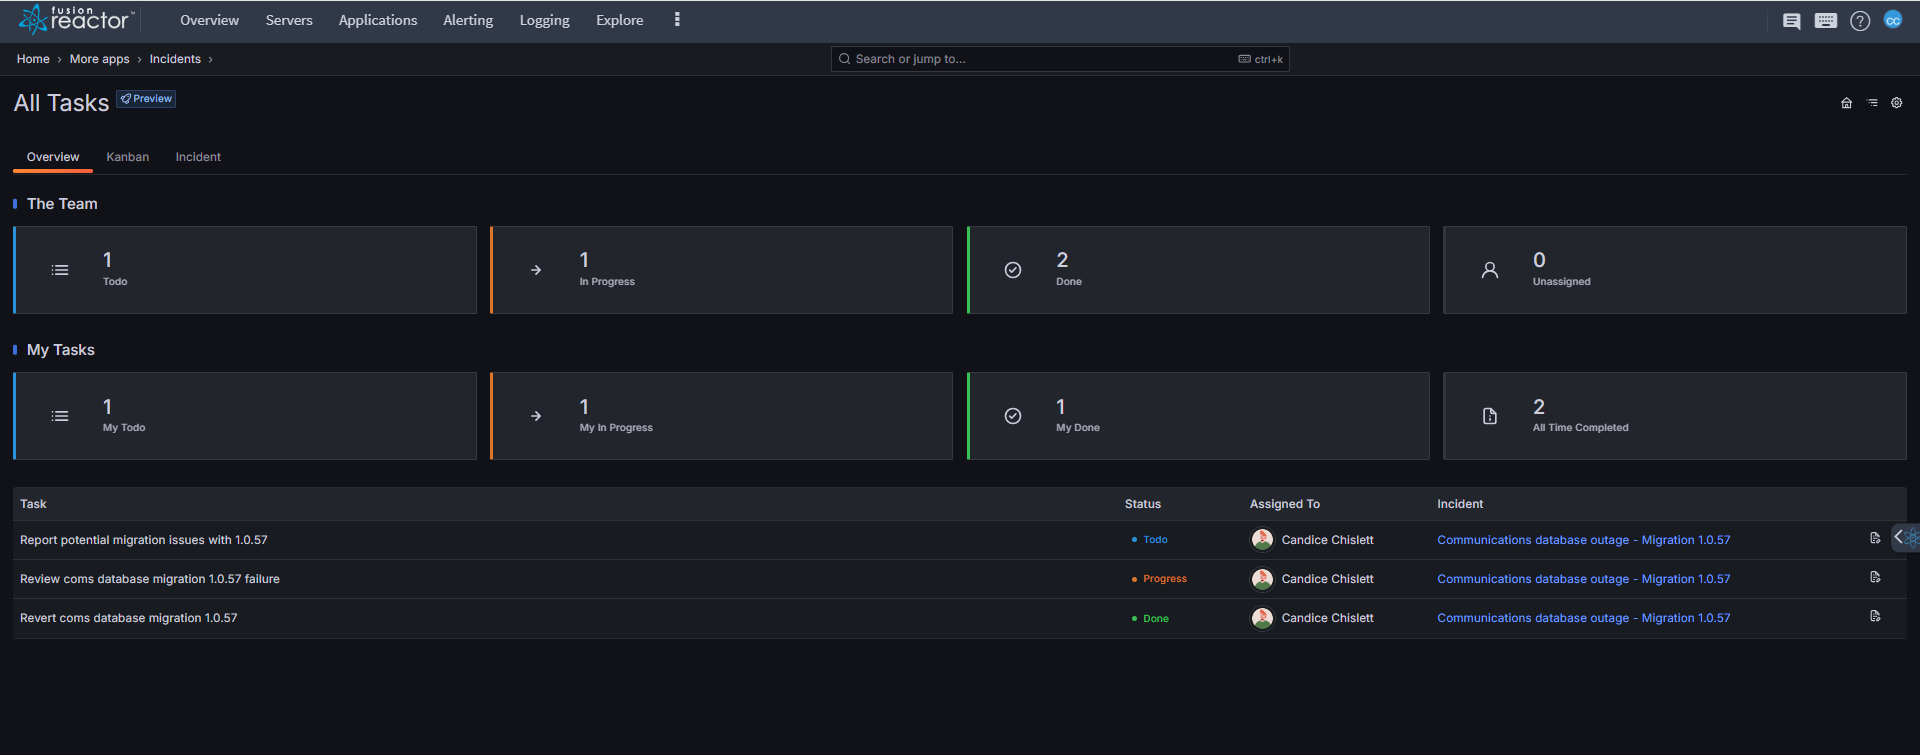 fusion reactor™ Overview Servers Applications Alerting Logging Explore CC
Home › More apps › Incidents › Search or jump to... ctrl+k
All Tasks Preview
Overview Kanban Incident
The Team
1 1 2 0
Todo In Progress Done Unassigned
My Tasks
1 1 1 2
My Todo My In Progress My Done All Time Completed
Task Status Assigned To Incident
Report potential migration issues with 1.0.57 Todo Candice Chislett Communications database outage - Migration 1.0.57
Review coms database migration 1.0.57 failure Progress Candice Chislett Communications database outage - Migration 1.0.57
Revert coms database migration 1.0.57 Done Candice Chislett Communications database outage - Migration 1.0.57